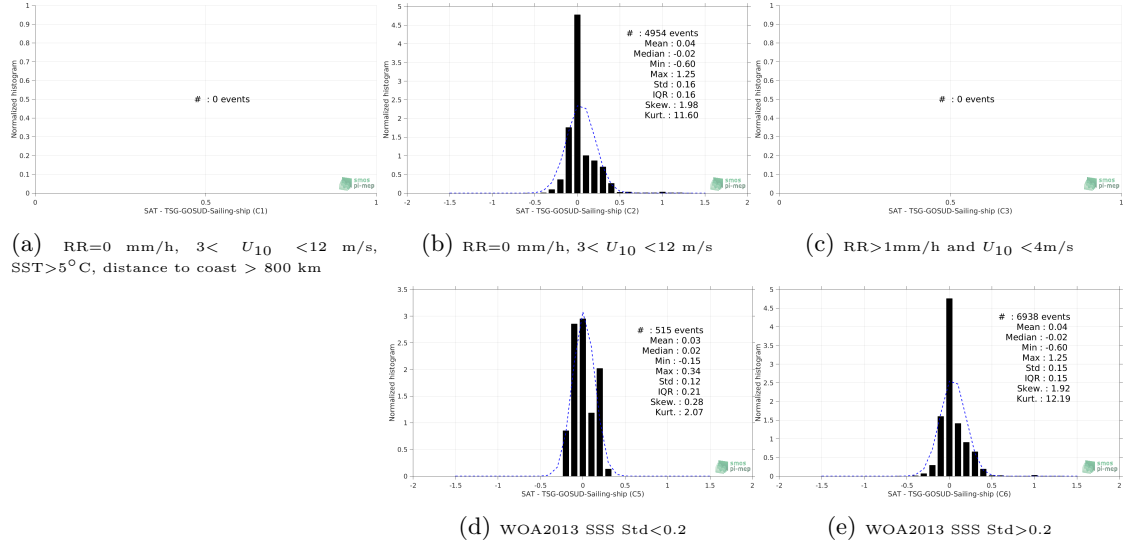 1
0.9
0.8
0.7
0.6
0.5
0.4
0.3
0.2
0.1
0
Normalized histogram
# : 0 events
smos
pi-mep
0 0.5 1
SAT - TSG-GOSUD-Sailing-ship (C1)
(a) RR=0 mm/h, 3< U10 <12 m/s,
SST>5°C, distance to coast > 800 km
5
4.5
4
3.5
3
2.5
2
1.5
1
0.5
0
Normalized histogram
# : 4954 events
Mean : 0.04
Median : -0.02
Min : -0.60
Max : 1.25
Std : 0.16
IQR : 0.16
Skew. : 1.98
Kurt. : 11.60
smos
pi-mep
-2 -1.5 -1 -0.5 0 0.5 1 1.5 2
SAT - TSG-GOSUD-Sailing-ship (C2)
(b) RR=0 mm/h, 3< U10 <12 m/s
1
0.9
0.8
0.7
0.6
0.5
0.4
0.3
0.2
0.1
0
Normalized histogram
# : 0 events
smos
pi-mep
0 0.5 1
SAT - TSG-GOSUD-Sailing-ship (C3)
(c) RR>1mm/h and U10 <4m/s
3.5
3
2.5
2
1.5
1
0.5
0
Normalized histogram
# : 515 events
Mean : 0.03
Median : 0.02
Min : -0.15
Max : 0.34
Std : 0.12
IQR : 0.21
Skew. : 0.28
Kurt. : 2.07
smos
pi-mep
-2 -1.5 -1 -0.5 0 0.5 1 1.5 2
SAT - TSG-GOSUD-Sailing-ship (C5)
(d) WOA2013 SSS Std<0.2
5
4.5
4
3.5
3
2.5
2
1.5
1
0.5
0
Normalized histogram
# : 6938 events
Mean : 0.04
Median : -0.02
Min : -0.60
Max : 1.25
Std : 0.15
IQR : 0.15
Skew. : 1.92
Kurt. : 12.19
smos
pi-mep
-2 -1.5 -1 -0.5 0 0.5 1 1.5 2
SAT - TSG-GOSUD-Sailing-ship (C6)
(e) WOA2013 SSS Std>0.2